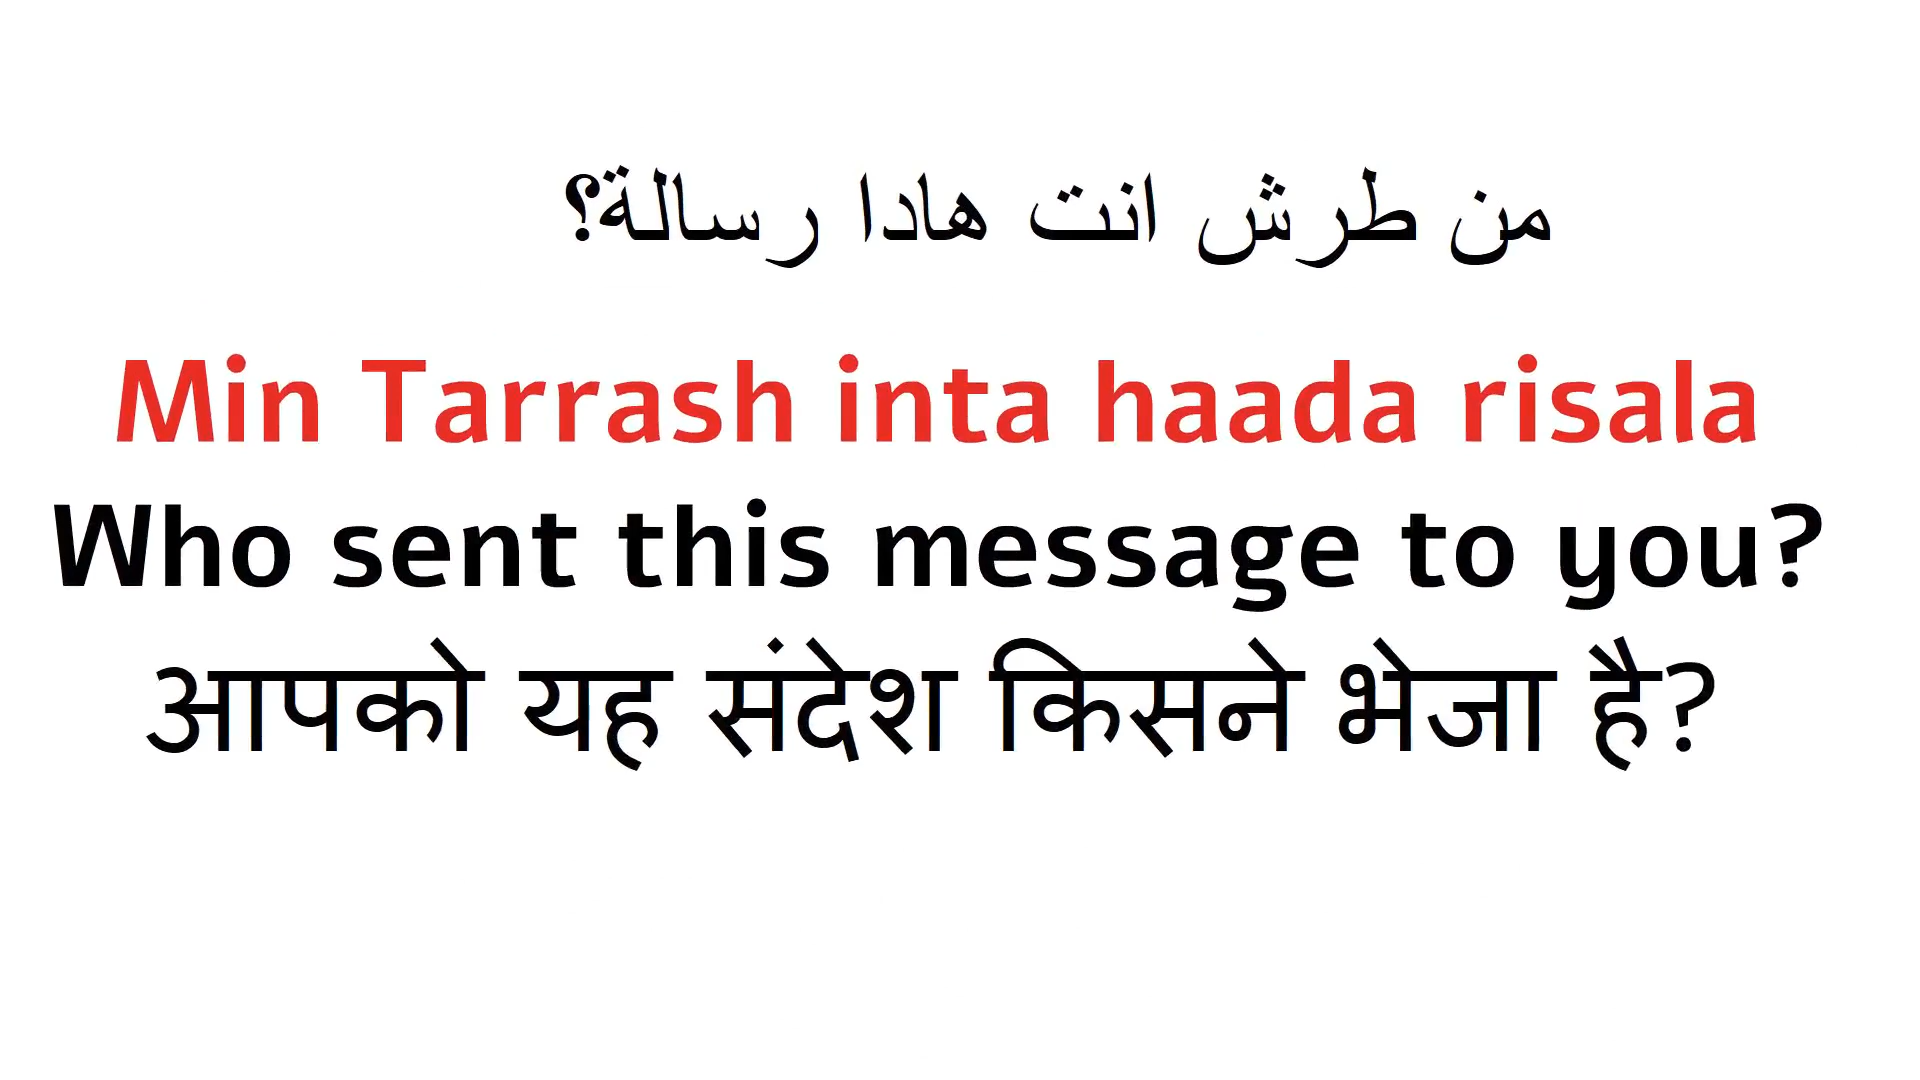 من طرش انت هادا رسالة؟
Min Tarrash inta haada risala
Who sent this message to you?
आपको यह संदेश किसने भेजा है?